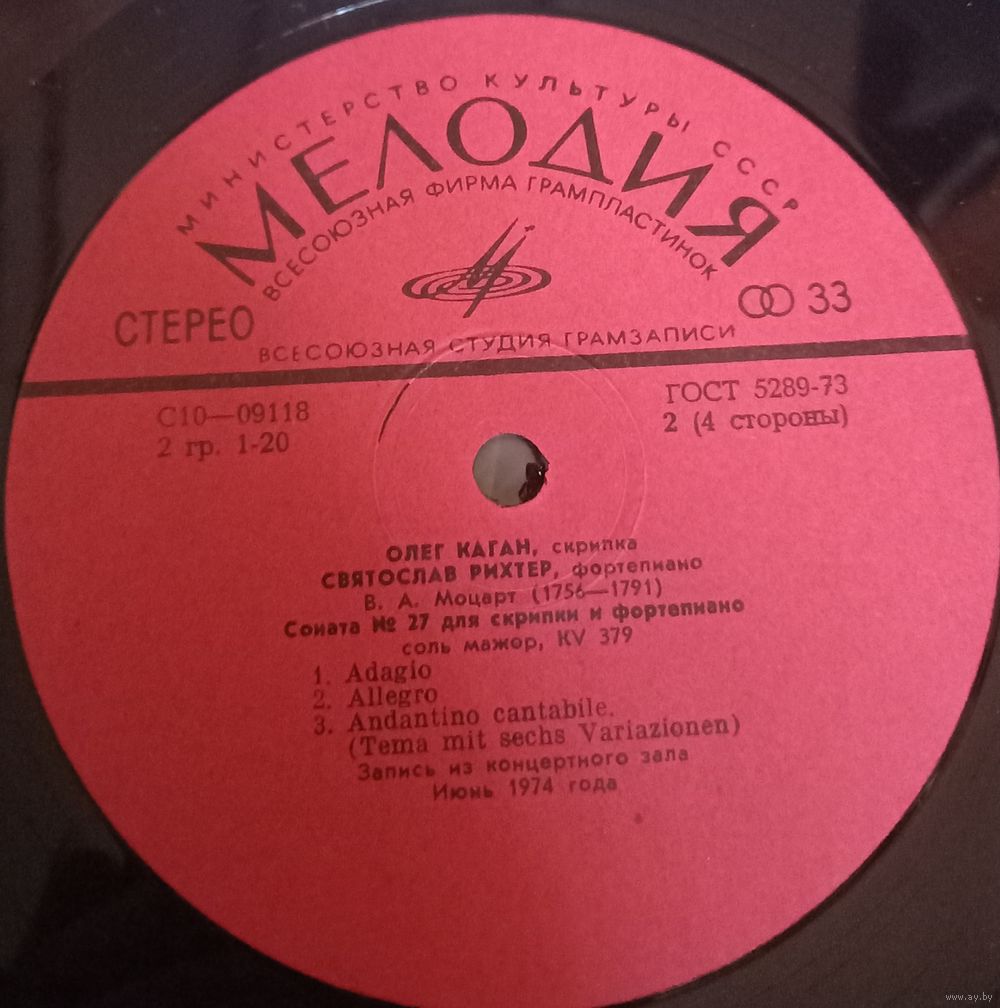 МИНИСТЕРСТВО КУЛЬТУРЫ СССР
МЕЛОДИЯ
ВСЕСОЮЗНАЯ ФИРМА ГРАМПЛАСТИНОК
СТЕРЕО
33
ВСЕСОЮЗНАЯ СТУДИЯ ГРАМЗАПИСИ
С10—09118
2 гр. 1-20
ГОСТ 5289-73
2 (4 стороны)
ОЛЕГ КАГАН, скрипка
СВЯТОСЛАВ РИХТЕР, фортепиано
В. А. Моцарт (1756—1791)
Соната № 27 для скрипки и фортепиано
соль мажор, KV 379
1. Adagio
2. Allegro
3. Andantino cantabile.
(Tema mit sechs Variazionen)
Запись из концертного зала
Июнь 1974 года
www.ay.by